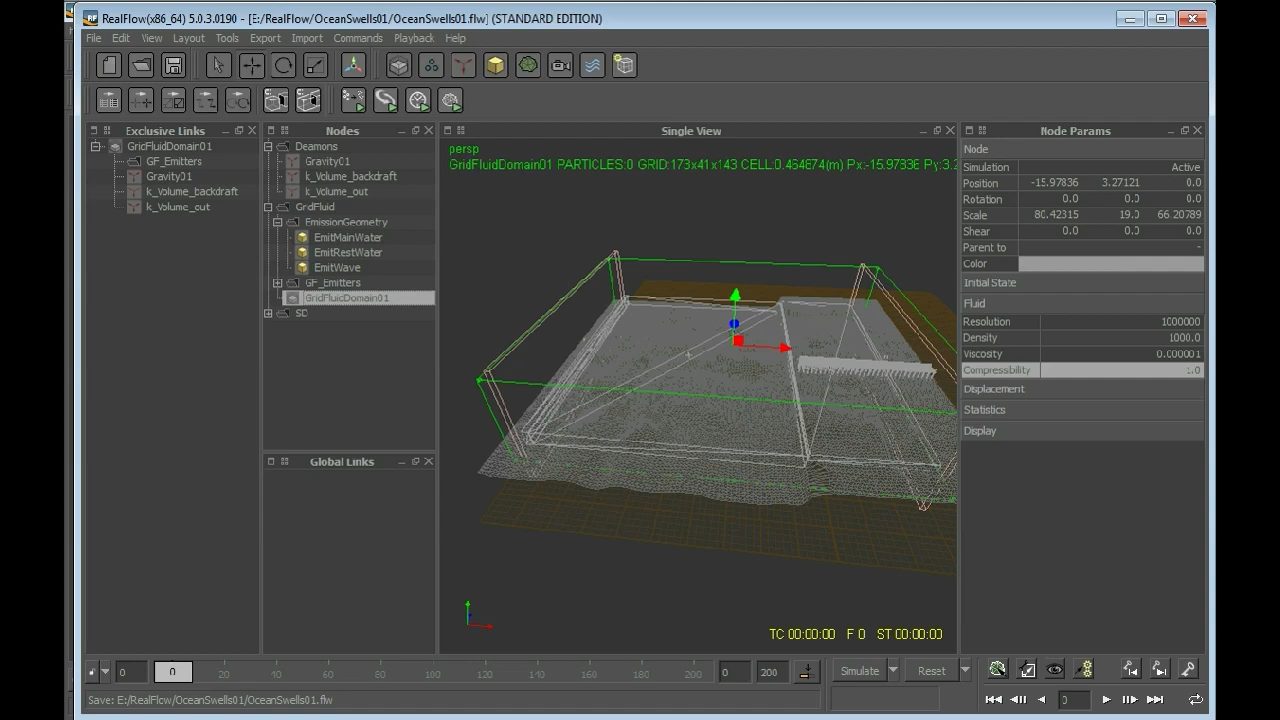 RealFlow(x86_64) 5.0.3.0190 - [E:/RealFlow/OceanSwells01/OceanSwells01.flw] (STANDARD EDITION)
File Edit View Layout Tools Export Import Commands Playback Help
Exclusive Links
GridFluidDomain01
GF_Emitters
Gravity01
k_Volume_backdraft
k_Volume_out
Nodes
Deamons
Gravity01
k_Volume_backdraft
k_Volume_out
GridFluid
EmissionGeometry
EmitMainWater
EmitRestWater
EmitWave
GF_Emitters
GridFluidDomain01
SD
Global Links
Single View
persp
GridFluidDomain01 PARTICLES:0 GRID:173x41x143 CELL:0.464674(m) Px:-15.97836 Py:3.2
TC 00:00:00 F 0 ST 00:00:00
Node Params
Node
Simulation Active
Position -15.97836 3.27121 0.0
Rotation 0.0 0.0 0.0
Scale 80.42315 19.0 66.20789
Shear 0.0 0.0 0.0
Parent to -
Color
Initial State
Fluid
Resolution 1000000
Density 1000.0
Viscosity 0.000001
Compressibility 1.0
Displacement
Statistics
Display
0 0 20 40 60 80 100 120 140 160 180 200 0 200 Simulate Reset
Save: E:/RealFlow/OceanSwells01/OceanSwells01.flw
0